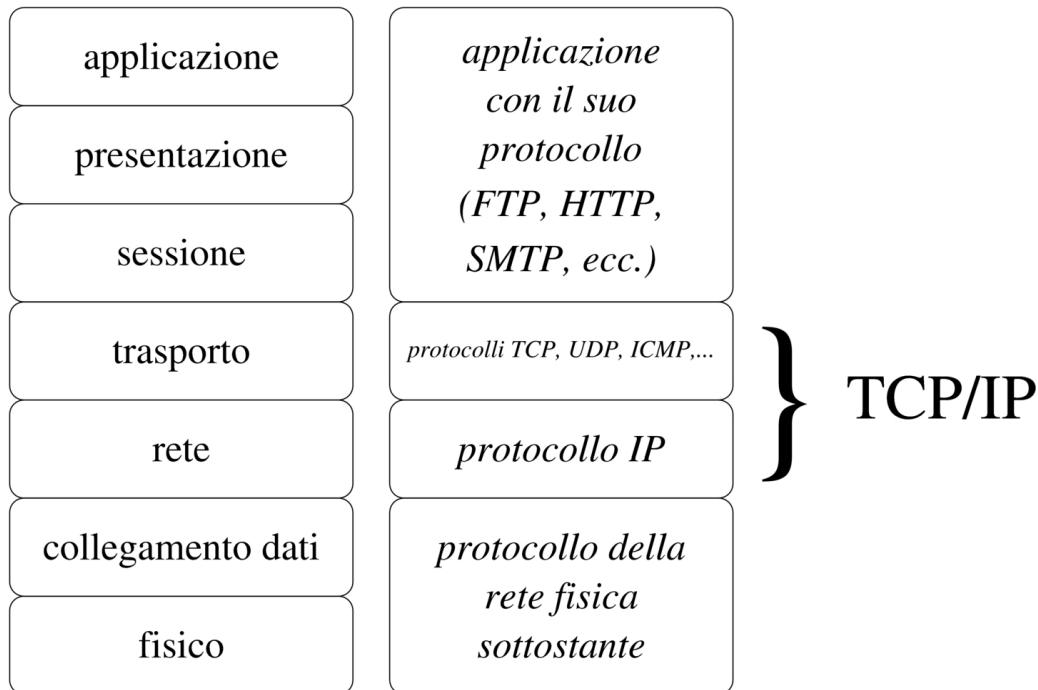 applicazione
presentazione
sessione
trasporto
rete
collegamento dati
fisico
applicazione
con il suo
protocollo
(FTP, HTTP,
SMTP, ecc.)
protocolli TCP, UDP, ICMP,...
protocollo IP
protocollo della
rete fisica
sottostante
} TCP/IP